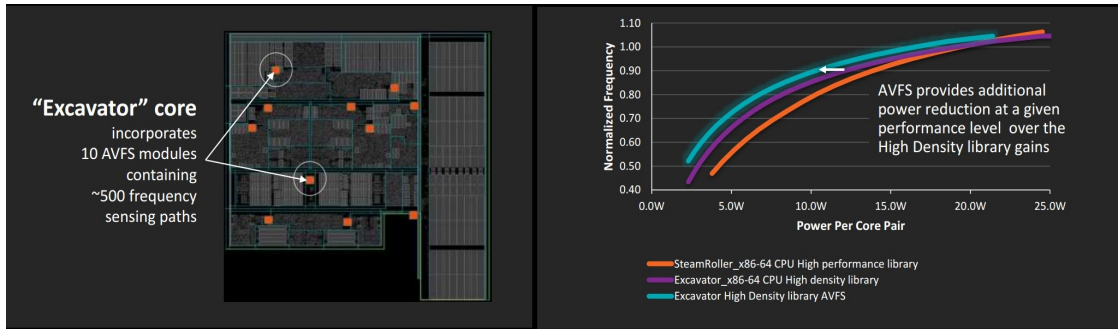 “Excavator” core
incorporates
10 AVFS modules
containing
~500 frequency
sensing paths
Normalized Frequency
1.10
1.00
0.90
0.80
0.70
0.60
0.50
0.40
AVFS provides additional
power reduction at a given
performance level over the
High Density library gains
0.0W 5.0W 10.0W 15.0W 20.0W 25.0W
Power Per Core Pair
SteamRoller_x86-64 CPU High performance library
Excavator_x86-64 CPU High density library
Excavator High Density library AVFS